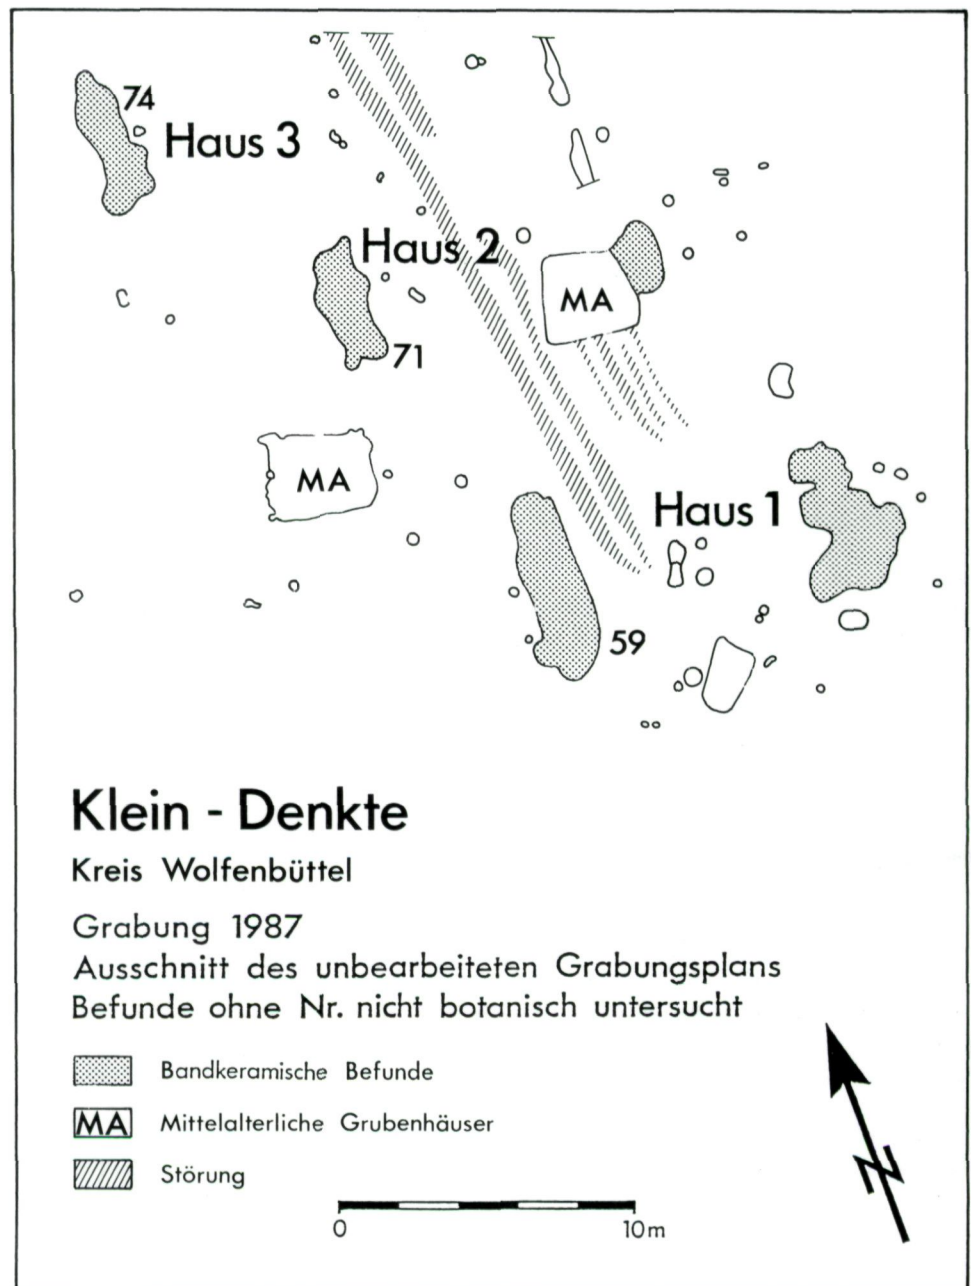 74
Haus 3
Haus 2
MA
71
MA
Haus 1
59
Klein - Denkte
Kreis Wolfenbüttel
Grabung 1987
Ausschnitt des unbearbeiteten Grabungsplans
Befunde ohne Nr. nicht botanisch untersucht
Bandkeramische Befunde
MA Mittelalterliche Grubenhäuser
Störung
0 10m